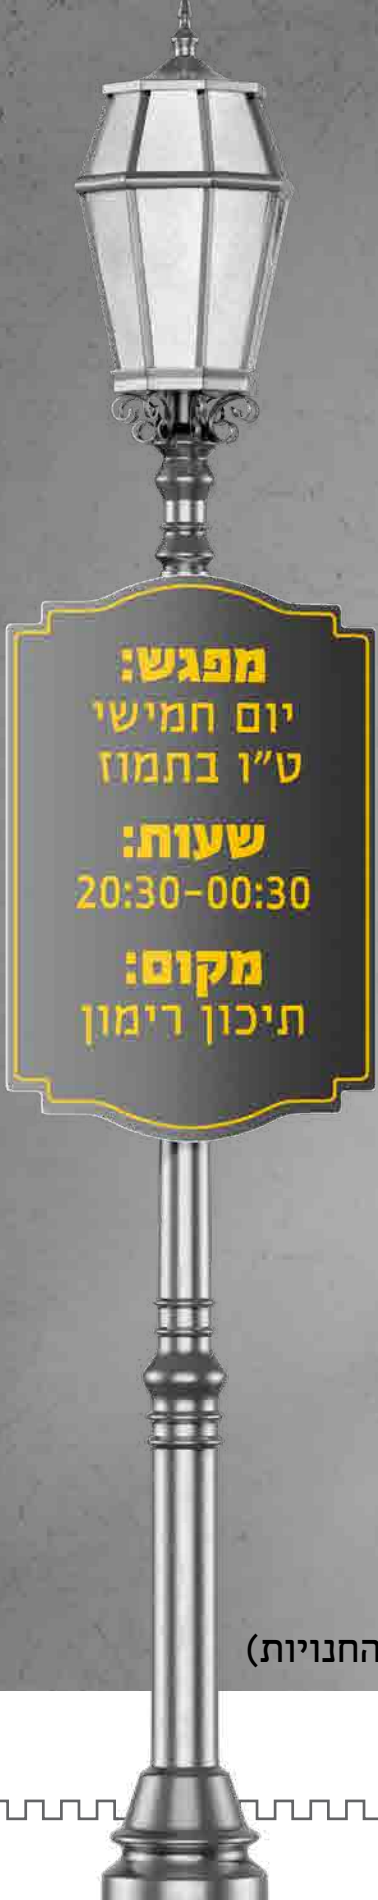 מפגש:
יום חמישי
ט״ו בתמוז
שעות:
20:30-00:30
מקום:
תיכון רימון
החנויות)